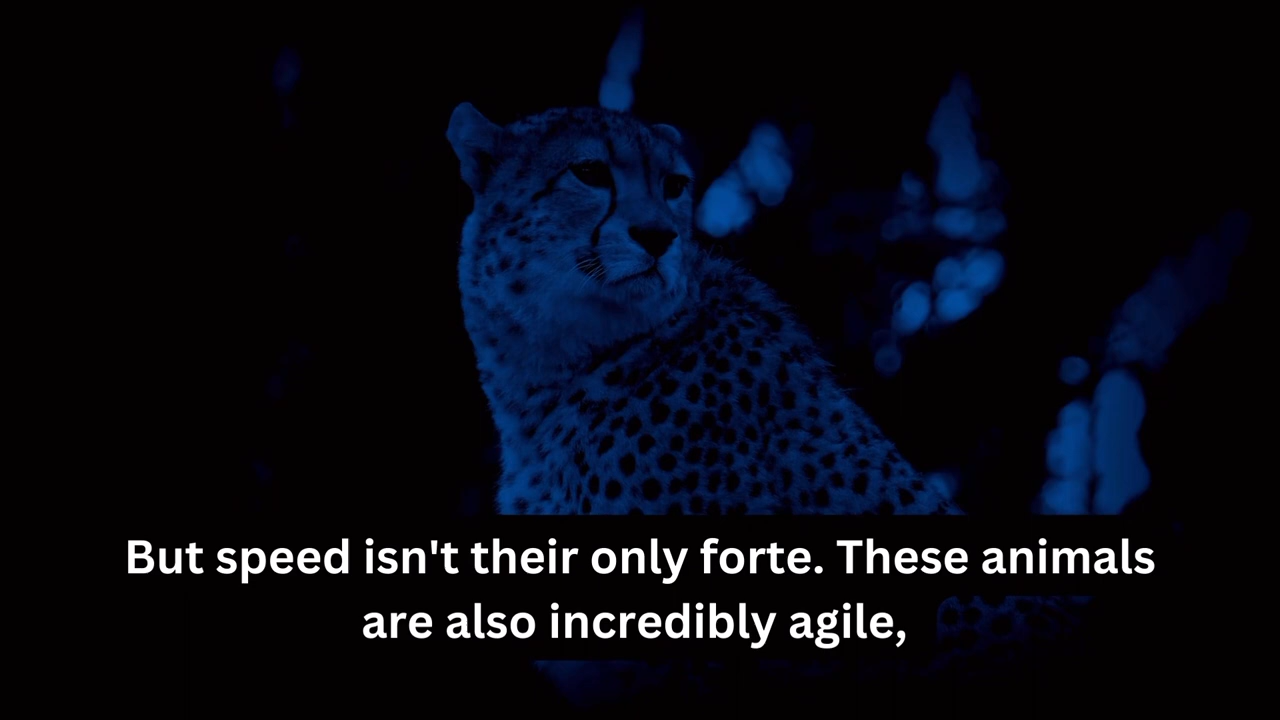 But speed isn't their only forte. These animals
are also incredibly agile,